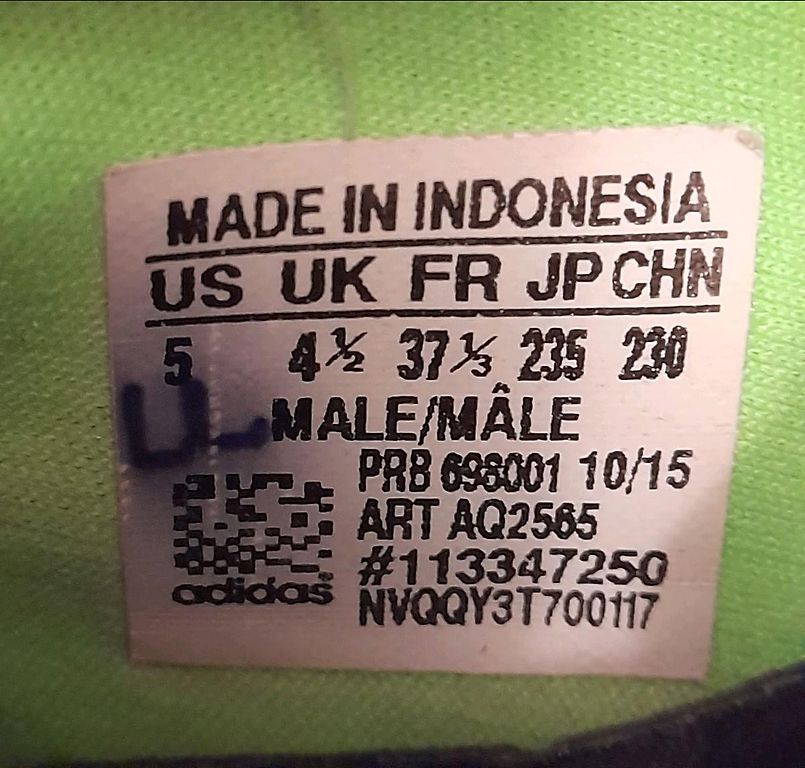 MADE IN INDONESIA
US UK FR JP CHN
5 4½ 37⅓ 235 230
MALE/MÂLE
PRB 698001 10/15
ART AQ2565
#113347250
adidas®
NVQQY3T700117